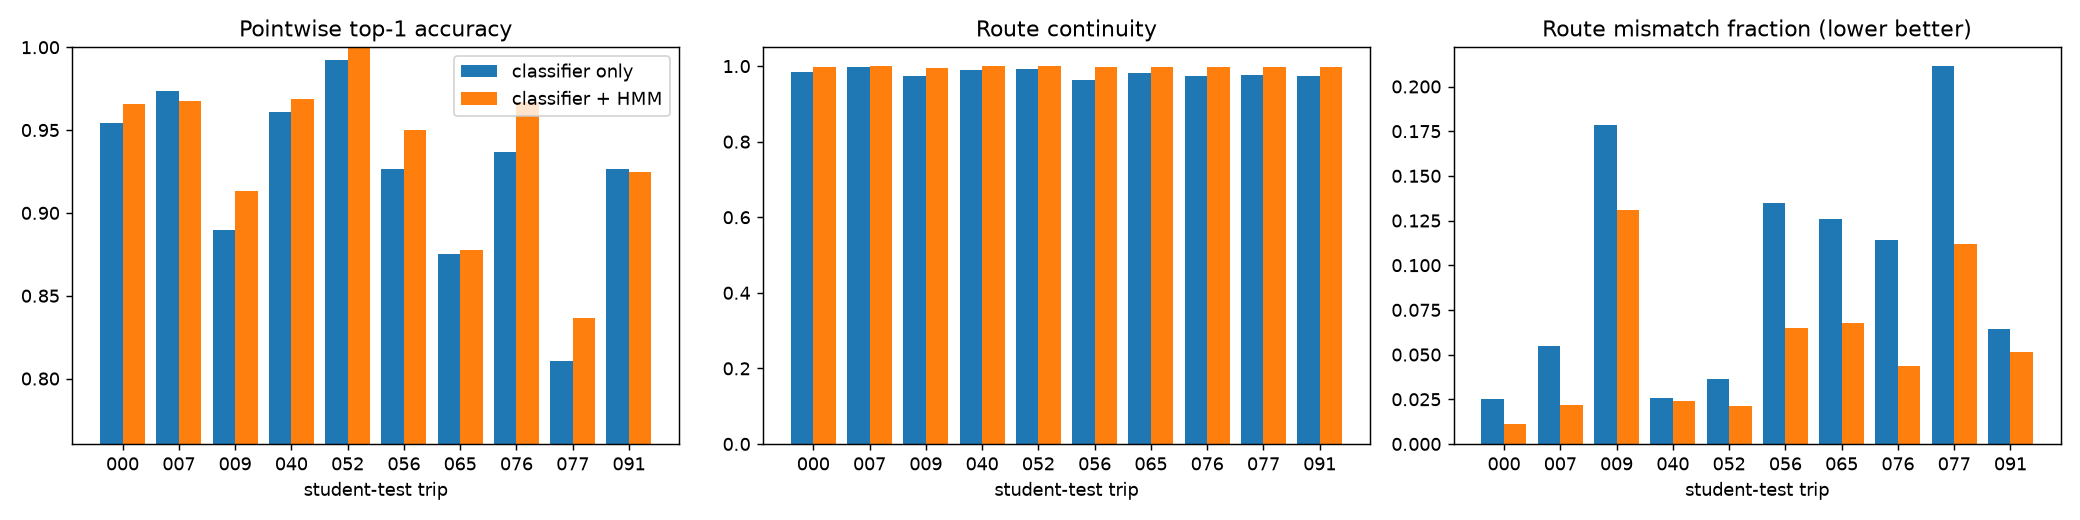 Pointwise top-1 accuracy
1.00
0.95
0.90
0.85
0.80
classifier only
classifier + HMM
000 007 009 040 052 056 065 076 077 091
student-test trip
Route continuity
1.0
0.8
0.6
0.4
0.2
0.0
000 007 009 040 052 056 065 076 077 091
student-test trip
Route mismatch fraction (lower better)
0.200
0.175
0.150
0.125
0.100
0.075
0.050
0.025
0.000
000 007 009 040 052 056 065 076 077 091
student-test trip